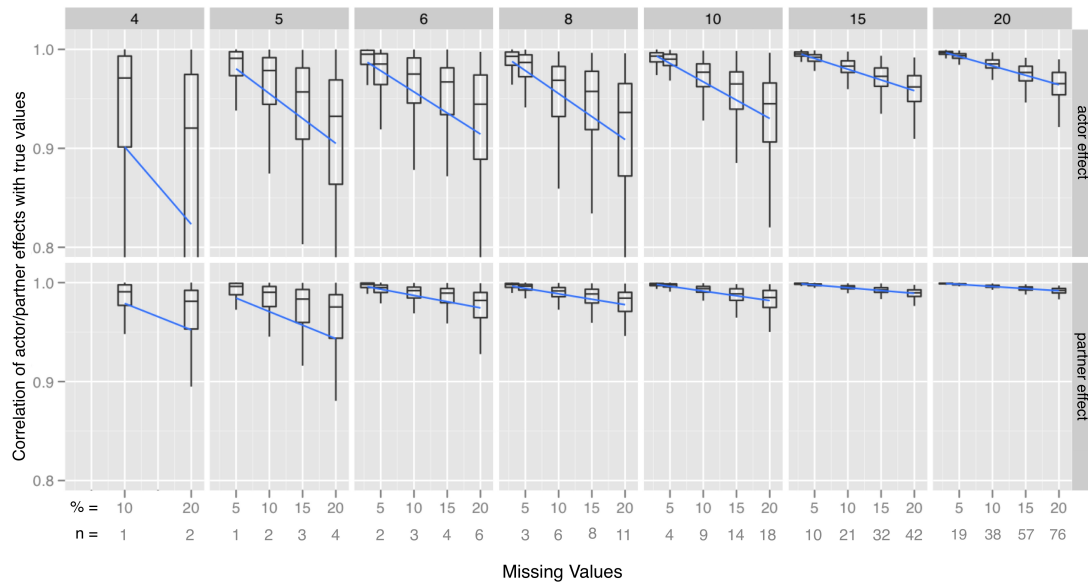 4 5 6 8 10 15 20
Correlation of actor/partner effects with true values
1.0
0.9
0.8
actor effect
1.0
0.9
0.8
partner effect
% = 10 20 5 10 15 20 5 10 15 20 5 10 15 20 5 10 15 20 5 10 15 20 5 10 15 20
n = 1 2 1 2 3 4 2 3 4 6 3 6 8 11 4 9 14 18 10 21 32 42 19 38 57 76
Missing Values